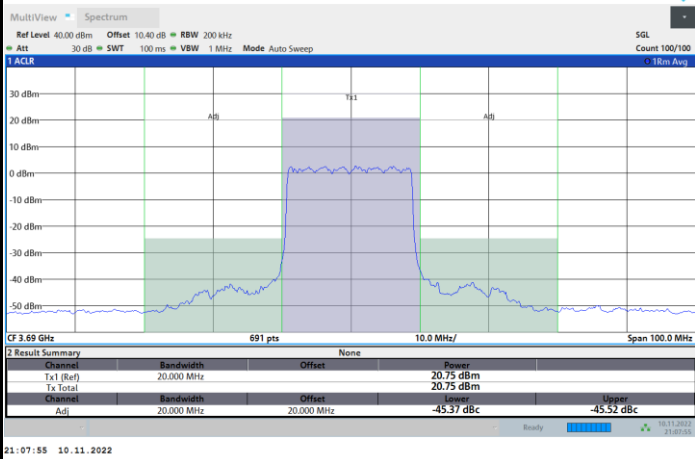 MultiView Spectrum
Ref Level 40.00 dBm Offset 10.40 dB RBW 200 kHz SGL
Att 30 dB SWT 100 ms VBW 1 MHz Mode Auto Sweep Count 100/100
1 ACLR 1Rm Avg
Tx1
Adj Adj
30 dBm
20 dBm
10 dBm
0 dBm
-10 dBm
-20 dBm
-30 dBm
-40 dBm
-50 dBm
CF 3.69 GHz 691 pts 10.0 MHz/ Span 100.0 MHz
2 Result Summary None
Channel Bandwidth Offset Power
Tx1 (Ref) 20.000 MHz 20.75 dBm
Tx Total 20.75 dBm
Channel Bandwidth Offset Lower Upper
Adj 20.000 MHz 20.000 MHz -45.37 dBc -45.52 dBc
Ready 10.11.2022
21:07:55
21:07:55 10.11.2022